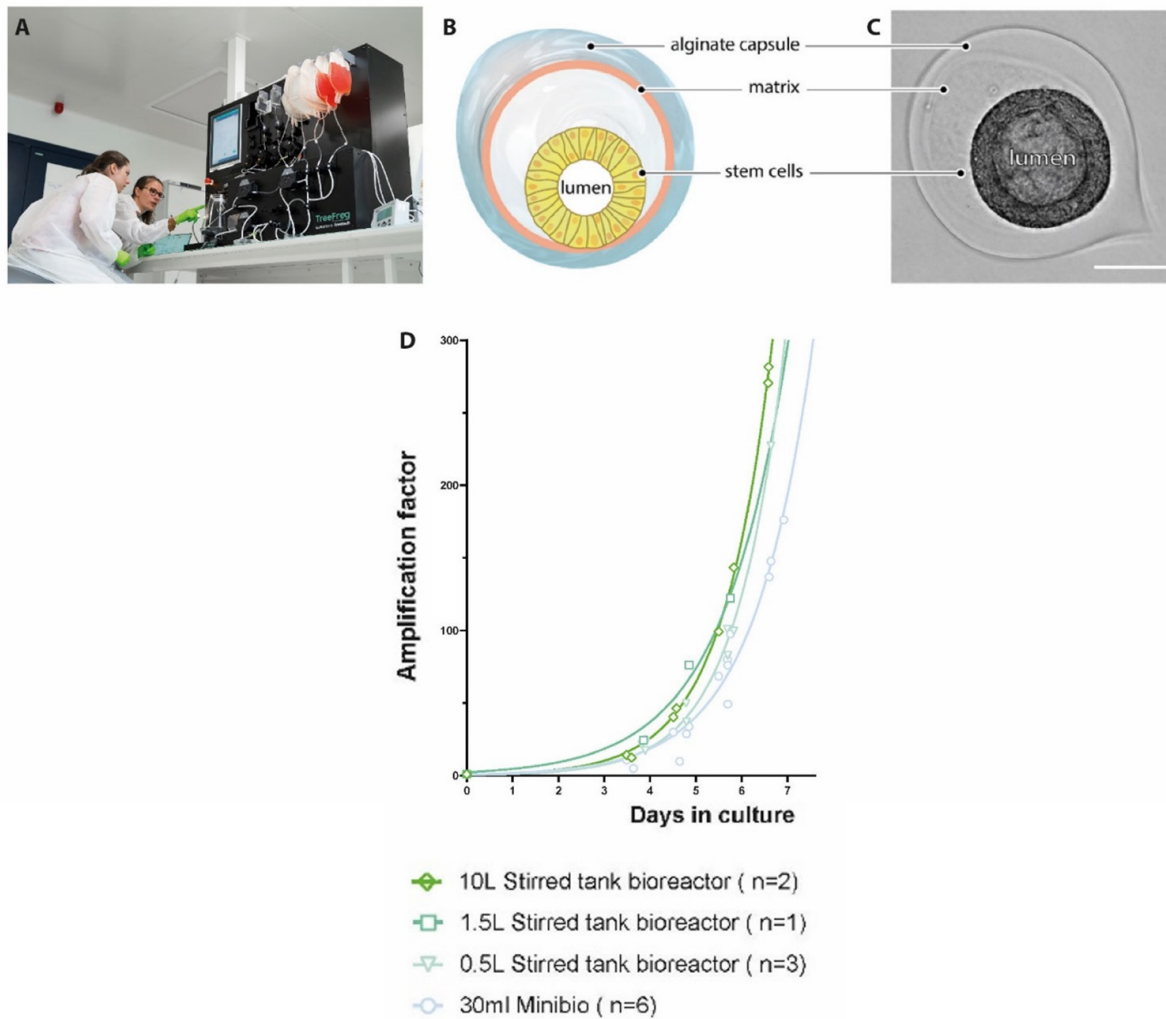 A
B
C
TreeFrog
alginate capsule
matrix
stem cells
lumen
lumen
D
300
200
100
0
0 1 2 3 4 5 6 7
Amplification factor
Days in culture
10L Stirred tank bioreactor ( n=2)
1.5L Stirred tank bioreactor ( n=1)
0.5L Stirred tank bioreactor ( n=3)
30ml Minibio ( n=6)